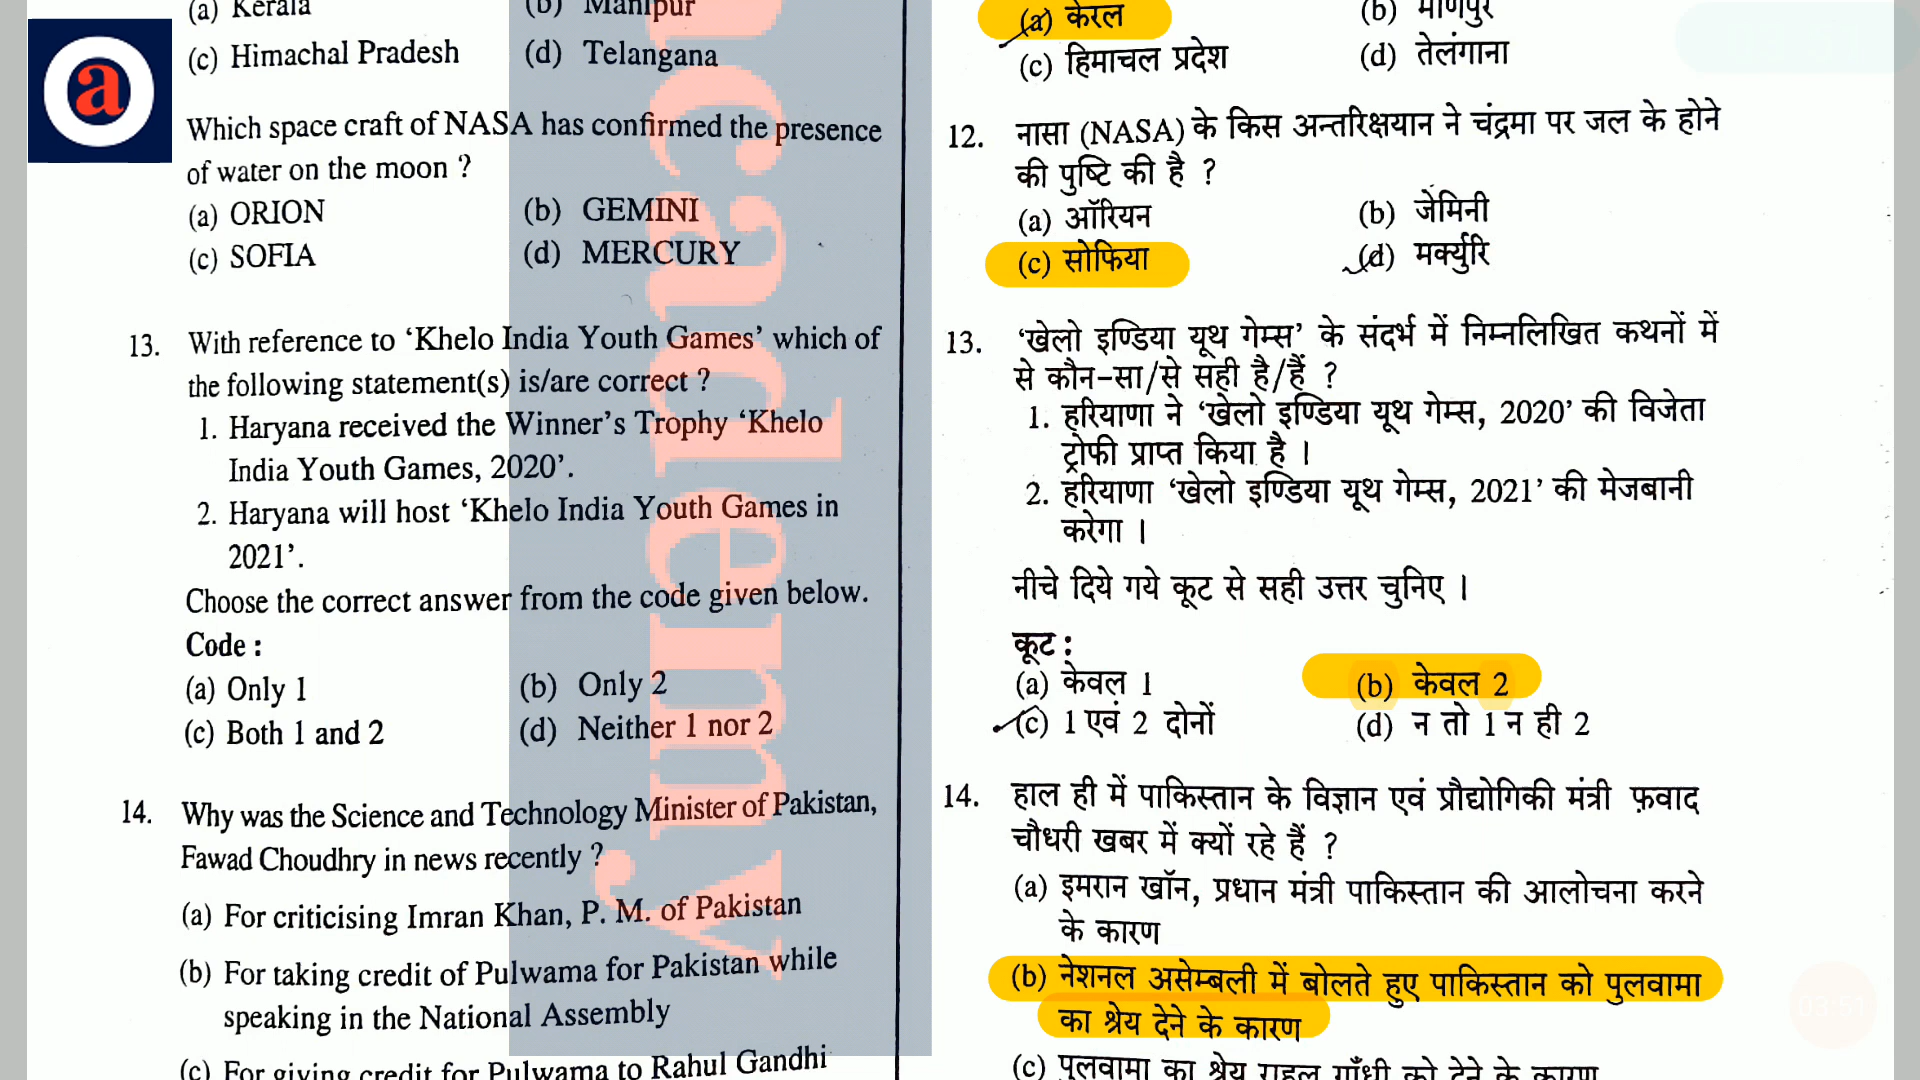 (a) Kerala
(b) Manipur
(c) Himachal Pradesh
(d) Telangana
Which space craft of NASA has confirmed the presence
of water on the moon ?
(a) ORION
(b) GEMINI
(c) SOFIA
(d) MERCURY
13. With reference to ‘Khelo India Youth Games’ which of
the following statement(s) is/are correct ?
1. Haryana received the Winner’s Trophy ‘Khelo
India Youth Games, 2020’.
2. Haryana will host ‘Khelo India Youth Games in
2021’.
Choose the correct answer from the code given below.
Code :
(a) Only 1
(b) Only 2
(c) Both 1 and 2
(d) Neither 1 nor 2
14. Why was the Science and Technology Minister of Pakistan,
Fawad Choudhry in news recently ?
(a) For criticising Imran Khan, P. M. of Pakistan
(b) For taking credit of Pulwama for Pakistan while
speaking in the National Assembly
(c) For giving credit for Pulwama to Rahul Gandhi
(a) केरल
(b) मणिपुर
(c) हिमाचल प्रदेश
(d) तेलंगाना
12. नासा (NASA) के किस अन्तरिक्षयान ने चंद्रमा पर जल के होने
की पुष्टि की है ?
(a) ऑरियन
(b) जेमिनी
(c) सोफिया
(d) मर्क्युरि
13. ‘खेलो इण्डिया यूथ गेम्स’ के संदर्भ में निम्नलिखित कथनों में
से कौन-सा/से सही है/हैं ?
1. हरियाणा ने ‘खेलो इण्डिया यूथ गेम्स, 2020’ की विजेता
ट्रोफी प्राप्त किया है ।
2. हरियाणा ‘खेलो इण्डिया यूथ गेम्स, 2021’ की मेजबानी
करेगा ।
नीचे दिये गये कूट से सही उत्तर चुनिए ।
कूट :
(a) केवल 1
(b) केवल 2
(c) 1 एवं 2 दोनों
(d) न तो 1 न ही 2
14. हाल ही में पाकिस्तान के विज्ञान एवं प्रौद्योगिकी मंत्री फ़वाद
चौधरी खबर में क्यों रहे हैं ?
(a) इमरान खॉन, प्रधान मंत्री पाकिस्तान की आलोचना करने
के कारण
(b) नेशनल असेम्बली में बोलते हुए पाकिस्तान को पुलवामा
का श्रेय देने के कारण
(c) पुलवामा का श्रेय राहुल गाँधी को देने के कारण
a
academy